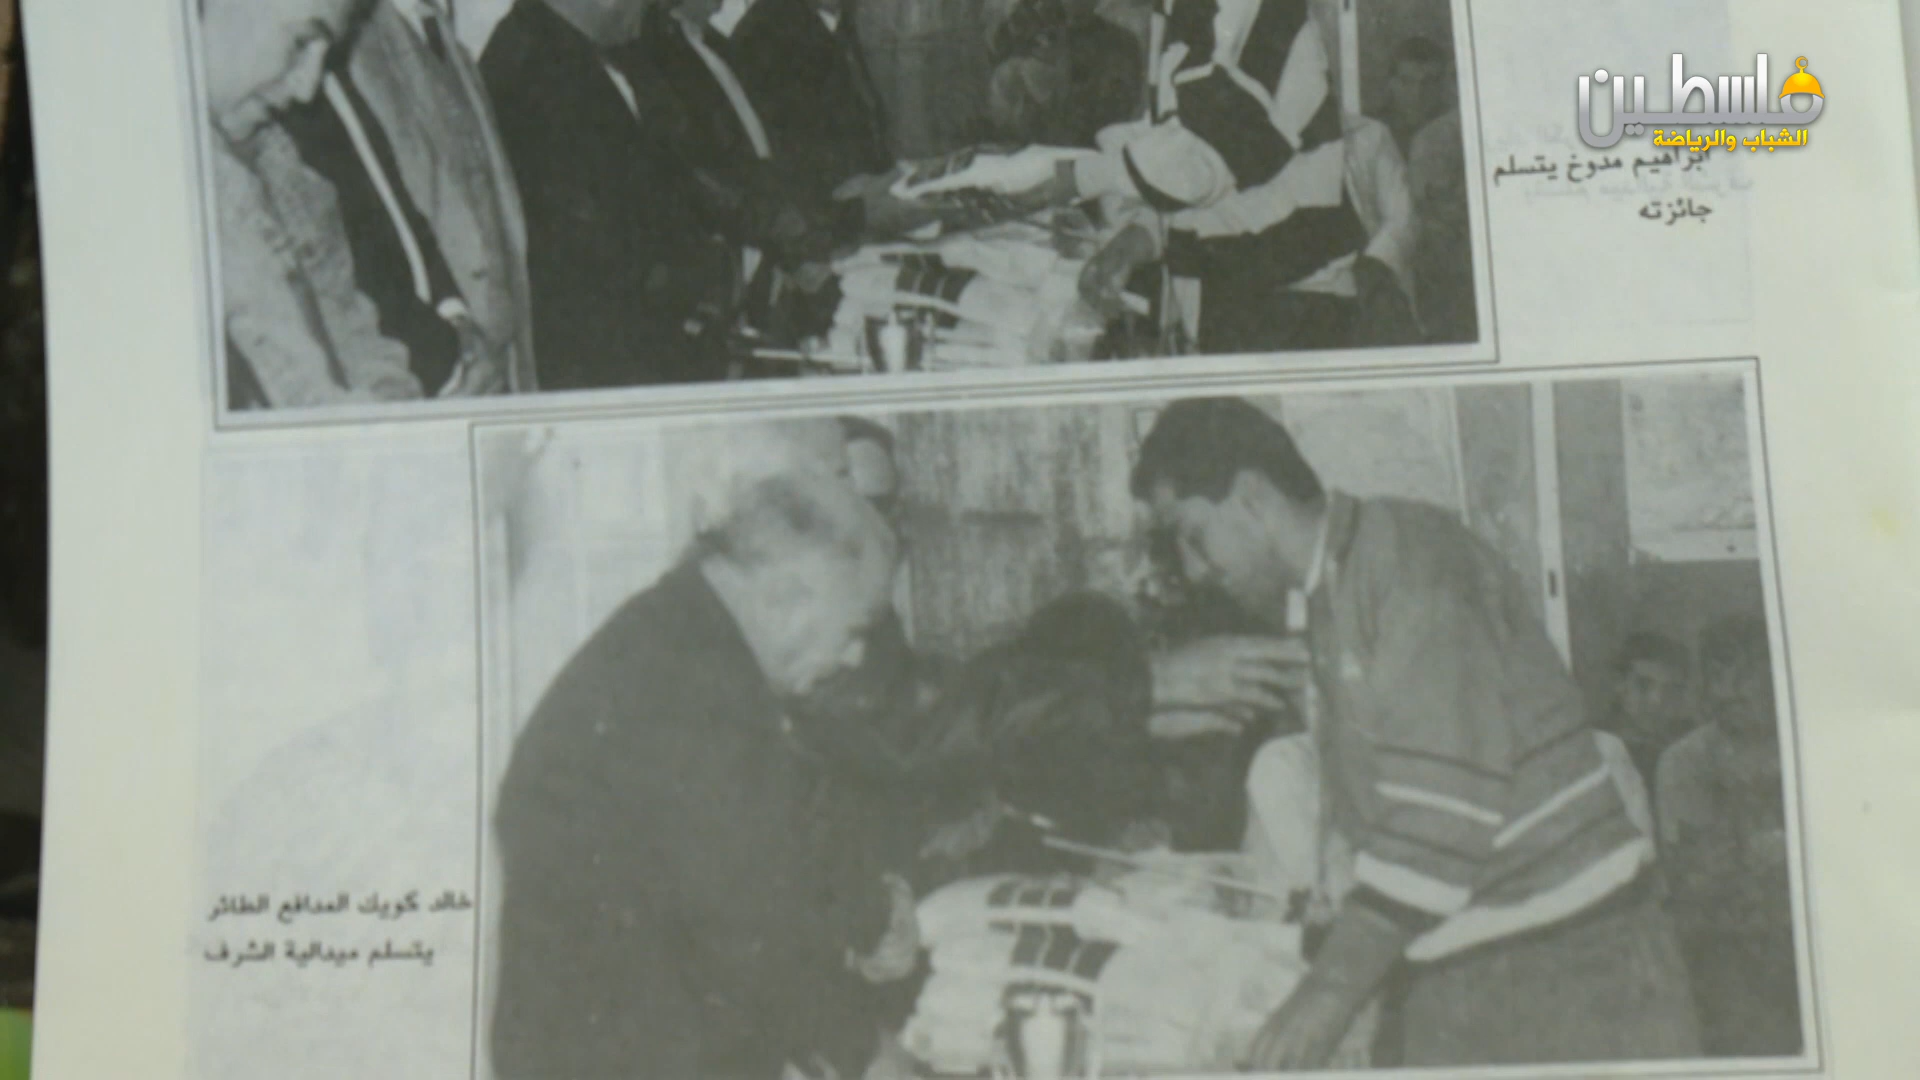 فلسطين
الشباب والرياضة
ابراهيم مدوخ يتسلم
جائزته
خالد كويك المدافع الطائر
يتسلم ميدالية الشرف